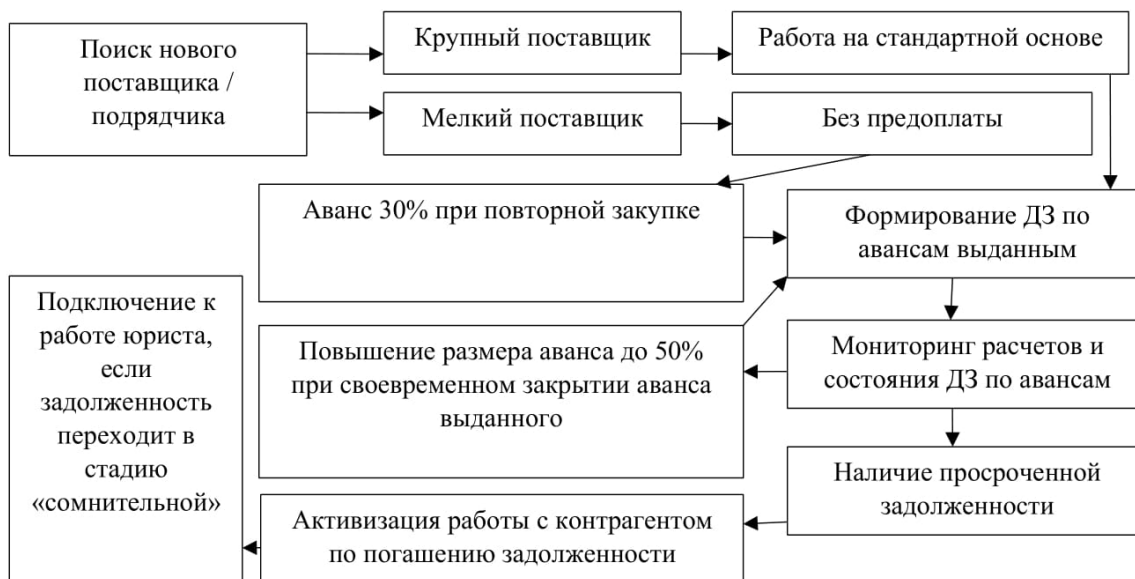 Поиск нового
поставщика /
подрядчика
Крупный поставщик
Работа на стандартной основе
Мелкий поставщик
Без предоплаты
Аванс 30% при повторной закупке
Формирование ДЗ по
авансам выданным
Подключение к
работе юриста,
если
задолженность
переходит в
стадию
«сомнительной»
Повышение размера аванса до 50%
при своевременном закрытии аванса
выданного
Мониторинг расчетов и
состояния ДЗ по авансам
Наличие просроченной
задолженности
Активизация работы с контрагентом
по погашению задолженности